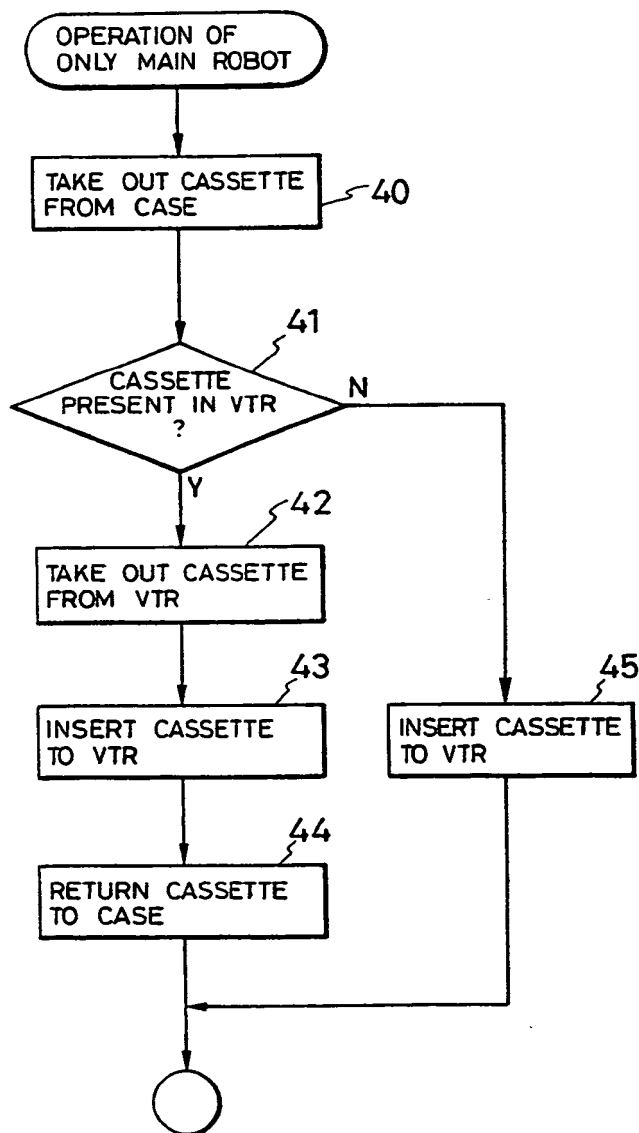 OPERATION OF
ONLY MAIN ROBOT
TAKE OUT CASSETTE
FROM CASE
40
41
CASSETTE
PRESENT IN VTR
?
N
Y
42
TAKE OUT CASSETTE
FROM VTR
43
INSERT CASSETTE
TO VTR
45
INSERT CASSETTE
TO VTR
44
RETURN CASSETTE
TO CASE